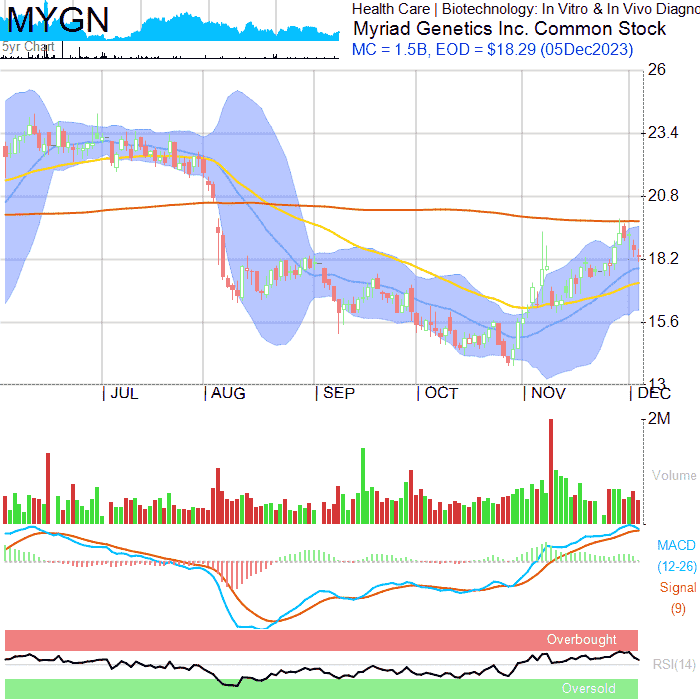 MYGN
5yr Chart
Health Care | Biotechnology: In Vitro & In Vivo Diagno
Myriad Genetics Inc. Common Stock
MC = 1.5B, EOD = $18.29 (05Dec2023)
26
23.4
20.8
18.2
15.6
13
JUL
AUG
SEP
OCT
NOV
DEC
2M
Volume
MACD
(12-26)
Signal
(9)
Overbought
RSI(14)
Oversold